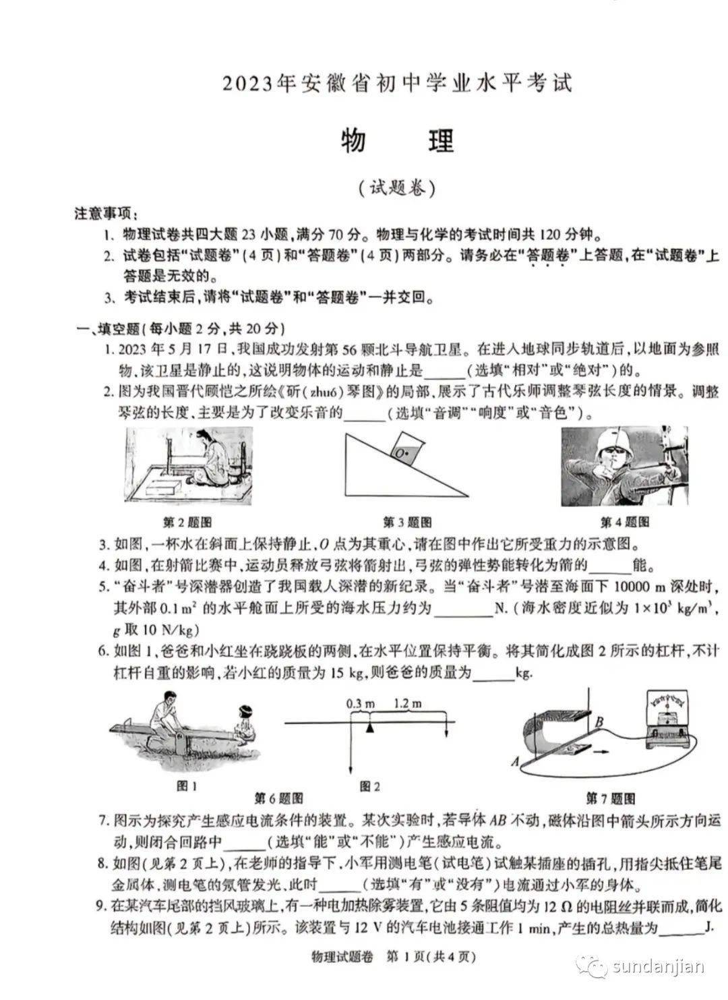 2023年安徽省初中学业水平考试
物 理
(试题卷)
注意事项:
1. 物理试卷共四大题 23 小题,满分 70 分。物理与化学的考试时间共 120 分钟。
2. 试卷包括“试题卷”(4 页)和“答题卷”(4 页)两部分。请务必在“答题卷”上答题,在“试题卷”上
答题是无效的。
3. 考试结束后,请将“试题卷”和“答题卷”一并交回。
一、填空题(每小题 2 分,共 20 分)
1. 2023 年 5 月 17 日,我国成功发射第 56 颗北斗导航卫星。在进入地球同步轨道后,以地面为参照
物,该卫星是静止的,这说明物体的运动和静止是_____(选填“相对”或“绝对”)的。
2. 图为我国晋代顾恺之所绘《斫(zhuó)琴图》的局部,展示了古代乐师调整琴弦长度的情景。调整
琴弦的长度,主要是为了改变乐音的_____(选填“音调”“响度”或“音色”)。
O
第 2 题图 第 3 题图 第 4 题图
3. 如图,一杯水在斜面上保持静止,O 点为其重心,请在图中作出它所受重力的示意图。
4. 如图,在射箭比赛中,运动员释放弓弦将箭射出,弓弦的弹性势能转化为箭的_____能。
5. “奋斗者”号深潜器创造了我国载人深潜的新纪录。当“奋斗者”号潜至海面下 10000 m 深处时,
其外部 0.1 m² 的水平舱面上所受的海水压力约为_______N. (海水密度近似为 1×10³ kg/m³,
g 取 10 N/kg)
6. 如图 1,爸爸和小红坐在跷跷板的两侧,在水平位置保持平衡。将其简化成图 2 所示的杠杆,不计
杠杆自重的影响,若小红的质量为 15 kg,则爸爸的质量为_____kg.
0.3 m 1.2 m
A B
G
图 1 图 2
第 6 题图 第 7 题图
7. 图示为探究产生感应电流条件的装置。某次实验时,若导体 AB 不动,磁体沿图中箭头所示方向运
动,则闭合回路中_____(选填“能”或“不能”)产生感应电流。
8. 如图(见第 2 页上),在老师的指导下,小军用测电笔(试电笔)试触某插座的插孔,用指尖抵住笔尾
金属体,测电笔的氖管发光,此时_____(选填“有”或“没有”)电流通过小军的身体。
9. 在某汽车尾部的挡风玻璃上,有一种电加热除雾装置,它由 5 条阻值均为 12 Ω 的电阻丝并联而成,简化
结构如图(见第 2 页上)所示。该装置与 12 V 的汽车电池接通工作 1 min,产生的总热量为_____J.
物理试题卷 第 1 页(共 4 页)
sundanjian